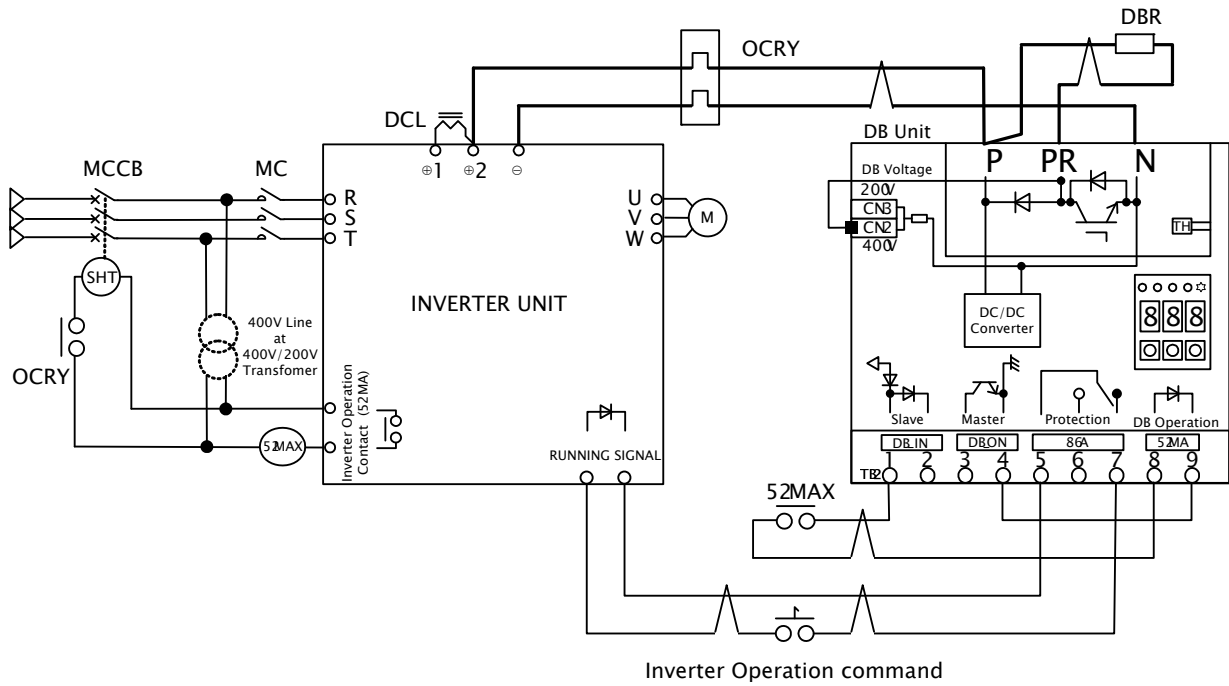 DBR
OCRY
DCL
DB Unit
MCCB
MC
⊕1
⊕2
⊖
P
PR
N
DB Voltage
200V
CN3
CN2
400V
TH
R
S
T
U
V
W
M
SHT
INVERTER UNIT
DC/DC
Converter
888
400V Line
at
400V/200V
Transfomer
OCRY
Inverter Operation
Contact (52MA)
52MAX
RUNNING SIGNAL
Slave
Master
Protection
DB Operation
DB.IN
DB.ON
86A
52MA
TB2
1
2
3
4
5
6
7
8
9
52MAX
Inverter Operation command